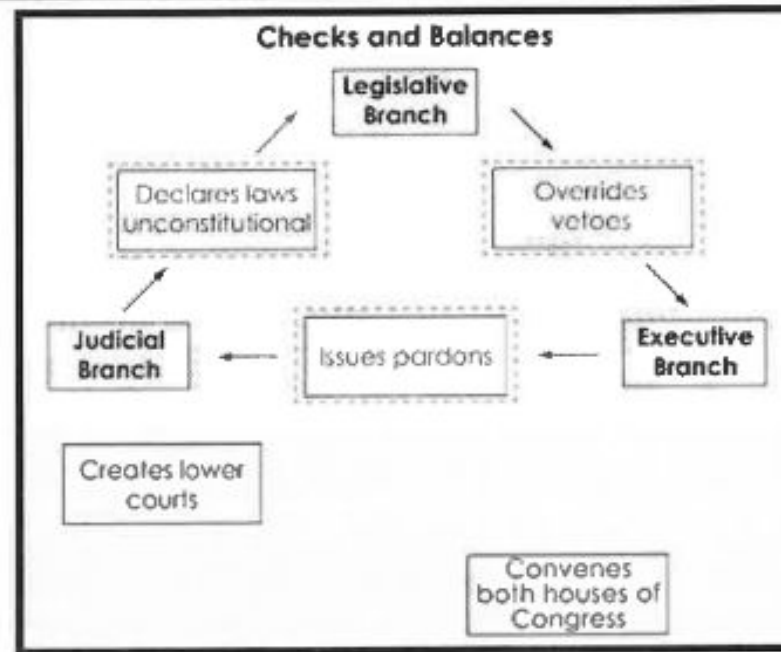 Checks and Balances
Legislative
Branch
Declares laws
unconstitutional
Overrides
vetoes
Judicial
Branch
Issues pardons
Executive
Branch
Creates lower
courts
Convenes
both houses of
Congress